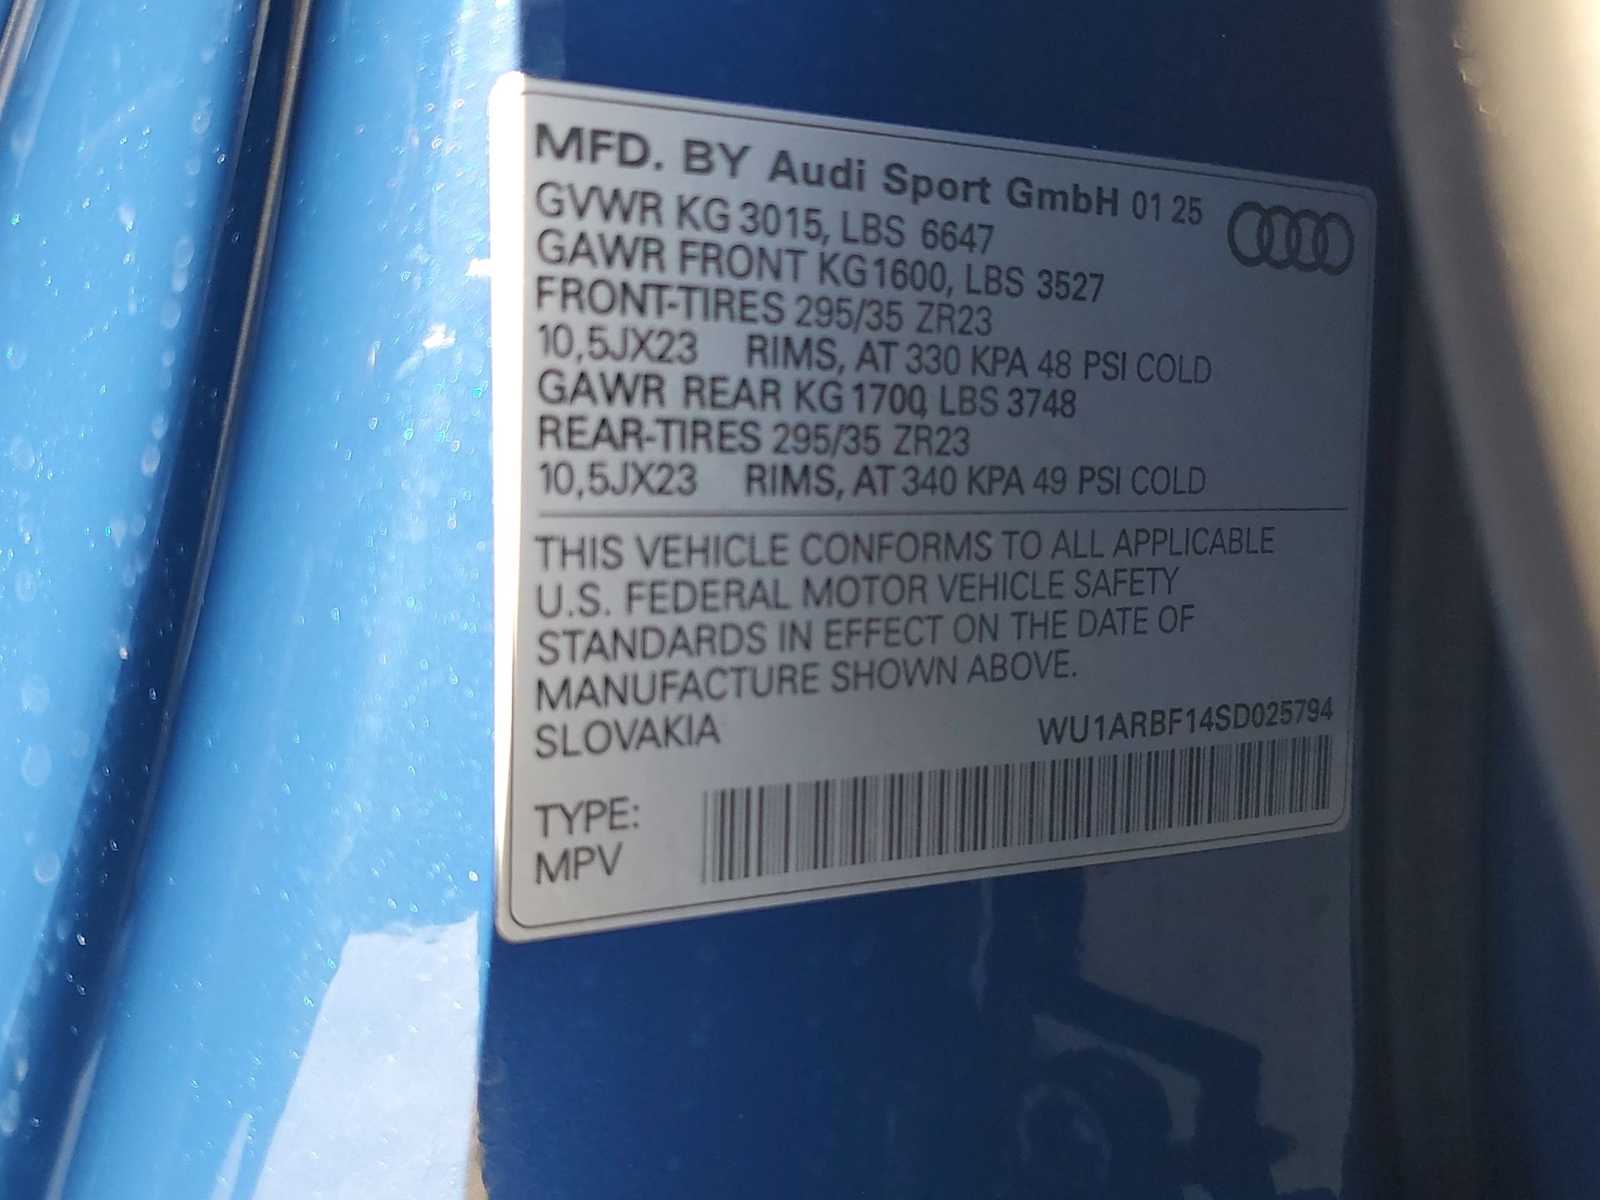 MFD. BY Audi Sport GmbH 01 25
GVWR KG 3015, LBS 6647
GAWR FRONT KG 1600, LBS 3527
FRONT-TIRES 295/35 ZR23
10,5JX23 RIMS, AT 330 KPA 48 PSI COLD
GAWR REAR KG 1700, LBS 3748
REAR-TIRES 295/35 ZR23
10,5JX23 RIMS, AT 340 KPA 49 PSI COLD
THIS VEHICLE CONFORMS TO ALL APPLICABLE
U.S. FEDERAL MOTOR VEHICLE SAFETY
STANDARDS IN EFFECT ON THE DATE OF
MANUFACTURE SHOWN ABOVE.
SLOVAKIA WU1ARBF14SD025794
TYPE:
MPV